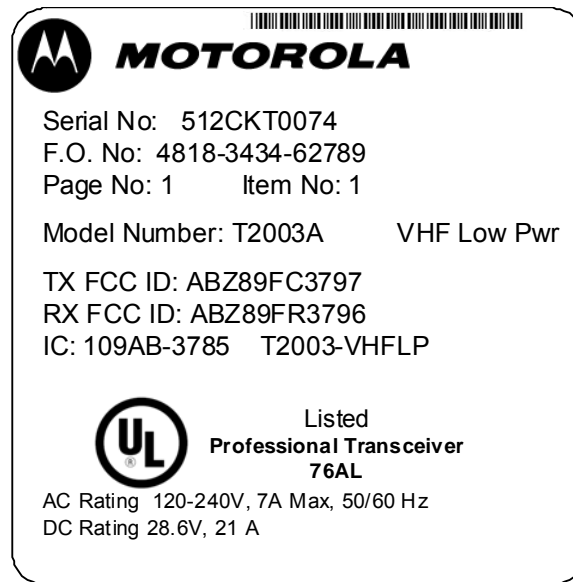 MOTOROLA
Serial No: 512CKT0074
F.O. No: 4818-3434-62789
Page No: 1 Item No: 1
Model Number: T2003A VHF Low Pwr
TX FCC ID: ABZ89FC3797
RX FCC ID: ABZ89FR3796
IC: 109AB-3785 T2003-VHFLP
UL ®
Listed
Professional Transceiver
76AL
AC Rating 120-240V, 7A Max, 50/60 Hz
DC Rating 28.6V, 21 A